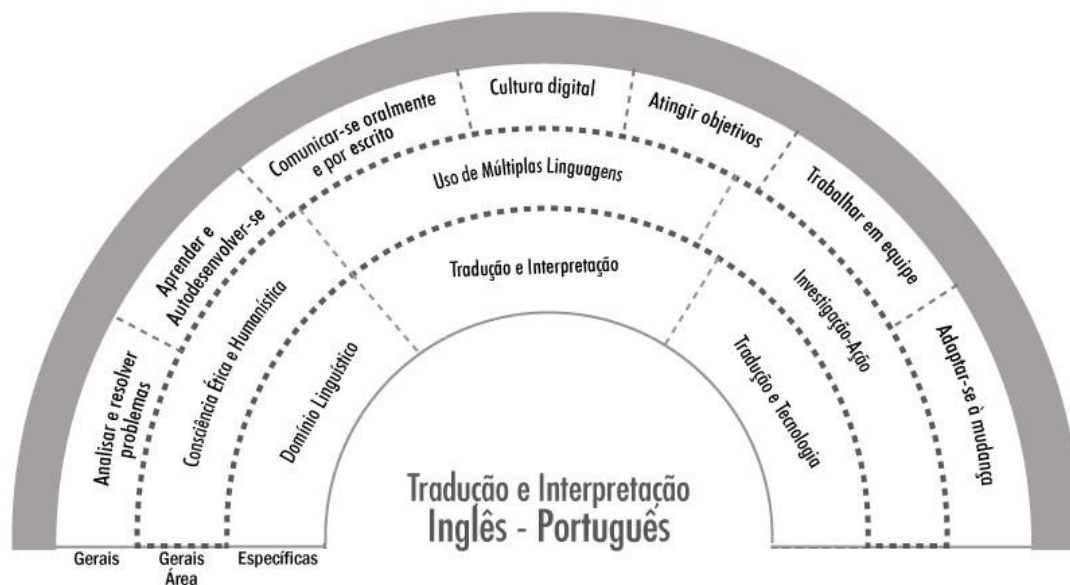 Analisar e resolver
problemas
Aprender e
Autodesenvolver-se
Comunicar-se oralmente
e por escrito
Cultura digital
Atingir objetivos
Trabalhar em equipe
Adaptar-se à mudança
Consciência Ética e Humanística
Uso de Múltiplas Linguagens
Investigação-Ação
Domínio Linguístico
Tradução e Interpretação
Tradução e Tecnologia
Tradução e Interpretação
Inglês - Português
Gerais
Gerais
Área
Específicas